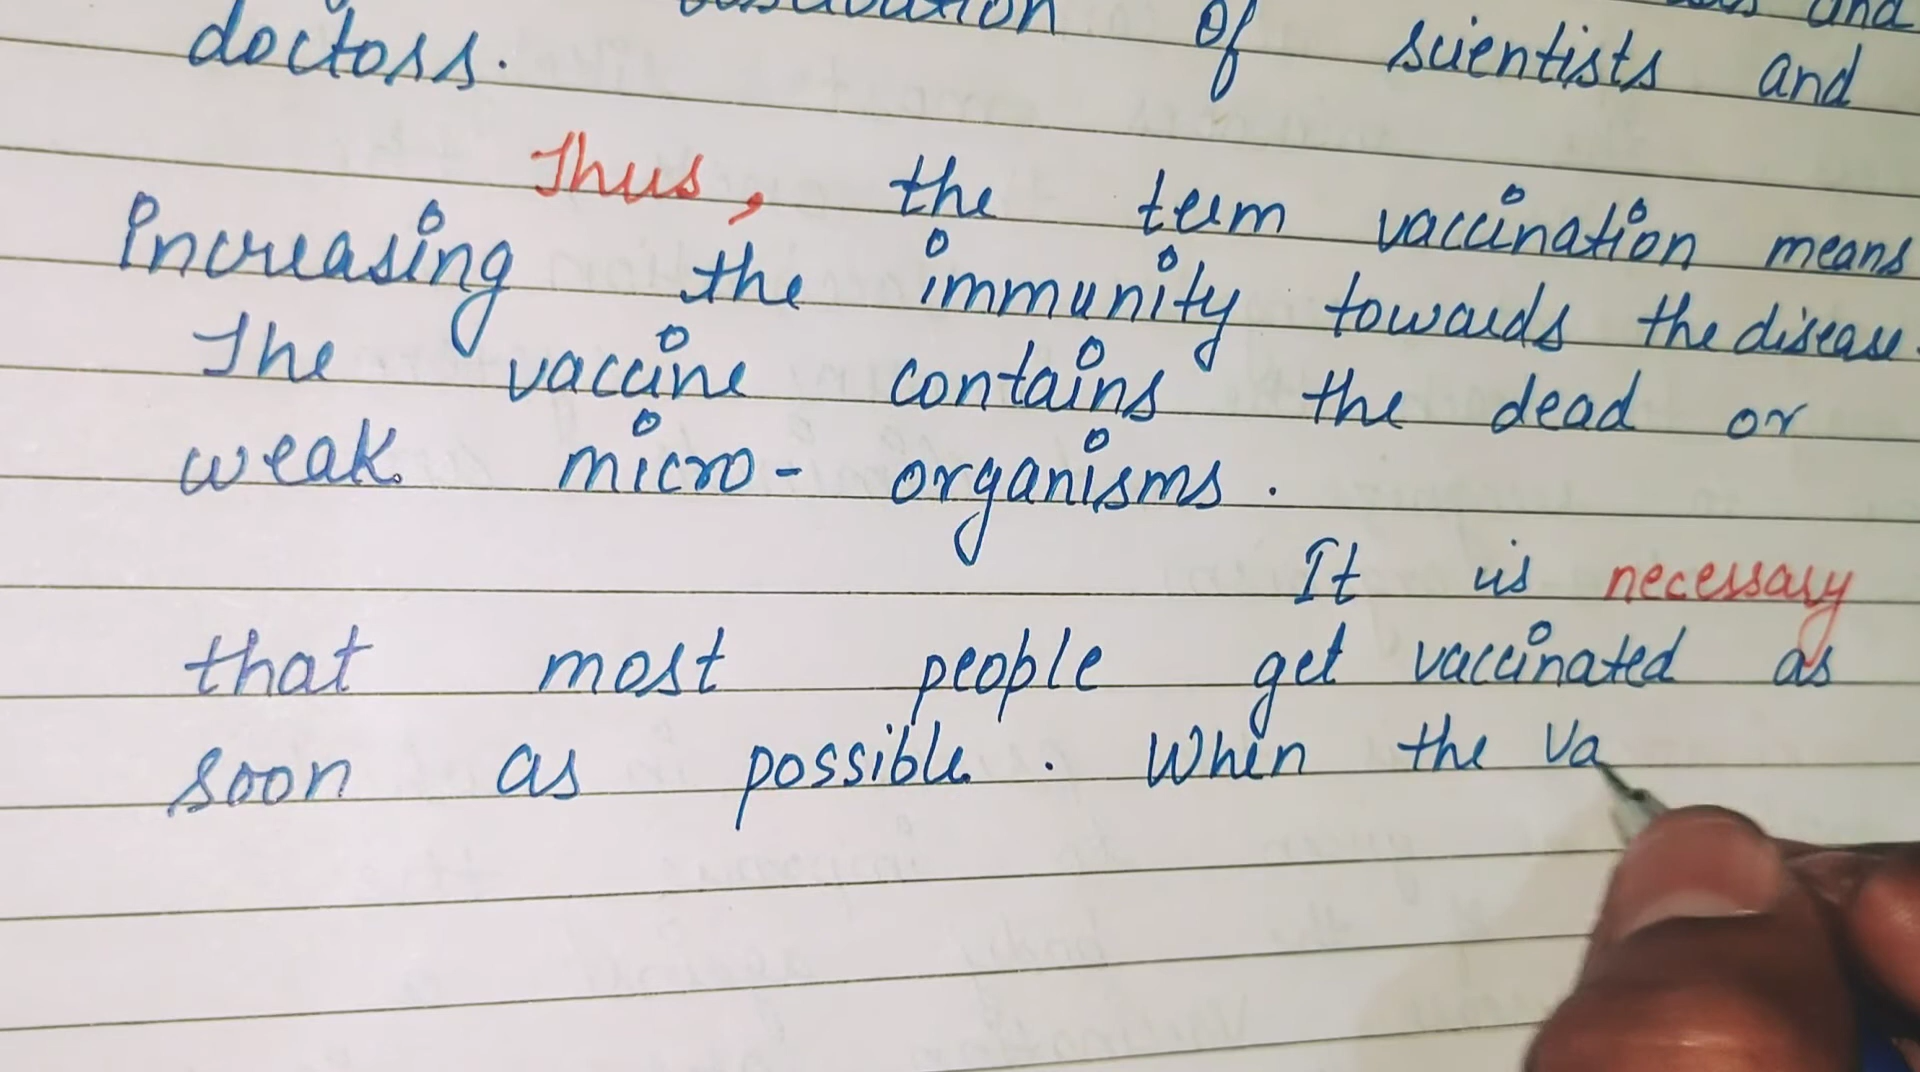 and
of scientists and
doctors.
Thus, the term vaccination means
Increasing the immunity towards the disease.
The vaccine contains the dead or
weak micro-organisms.
It is necessary
that most people get vaccinated as
soon as possible. When the va